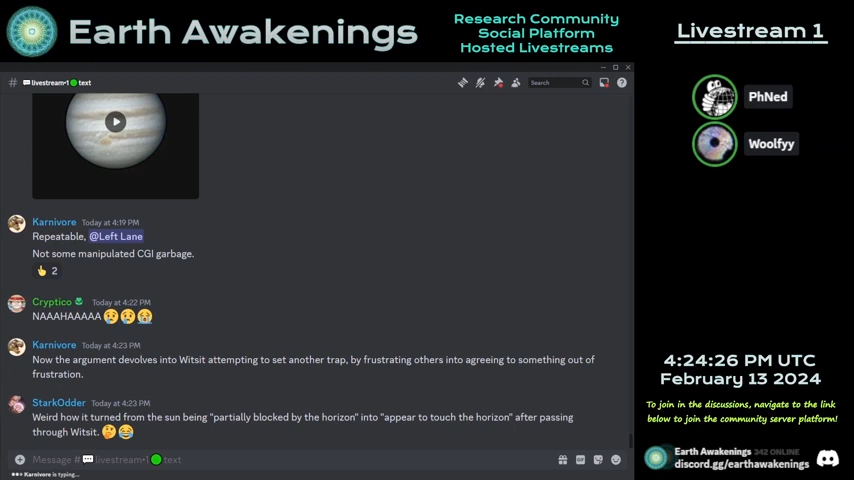 Earth Awakenings
Research Community
Social Platform
Hosted Livestreams
Livestream 1
# livestream•1 text
Search
PhNed
Woolfyy
Karnivore Today at 4:19 PM
Repeatable, @Left Lane
Not some manipulated CGI garbage.
👆 2
Cryptico Today at 4:22 PM
NAAAHAAAAA 😢😢😭
Karnivore Today at 4:23 PM
Now the argument devolves into Witsit attempting to set another trap, by frustrating others into agreeing to something out of
frustration.
StarkOdder Today at 4:23 PM
Weird how it turned from the sun being "partially blocked by the horizon" into "appear to touch the horizon" after passing
through Witsit. 🤔😂
Message # livestream•1 text
GIF
Karnivore is typing...
4:24:26 PM UTC
February 13 2024
To join in the discussions, navigate to the link
below to join the community server platform!
Earth Awakenings 342 ONLINE
discord.gg/earthawakenings